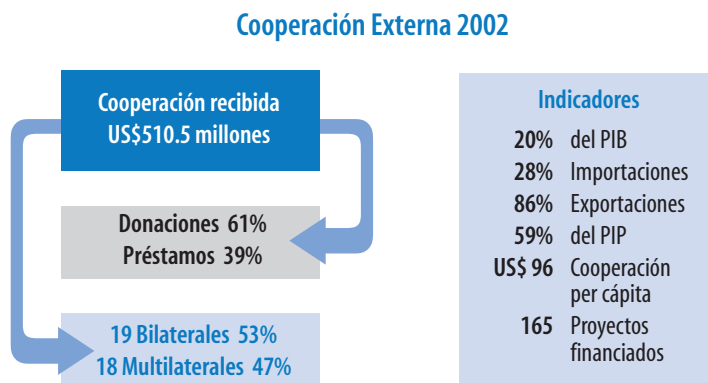 Cooperación Externa 2002
Cooperación recibida
US$510.5 millones
Donaciones 61%
Préstamos 39%
19 Bilaterales 53%
18 Multilaterales 47%
Indicadores
20% del PIB
28% Importaciones
86% Exportaciones
59% del PIP
US$ 96 Cooperación
per cápita
165 Proyectos
financiados